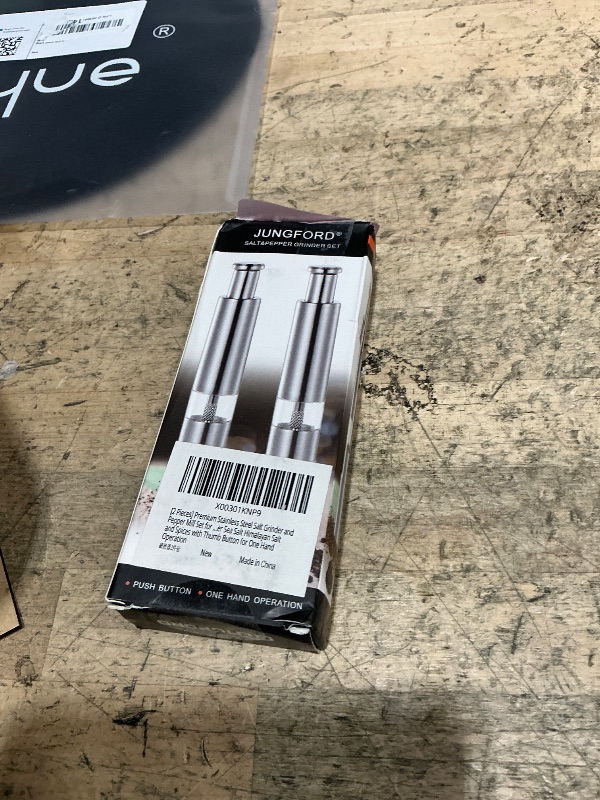 hue
®
JUNGFORD®
SALT&PEPPER GRINDER SET
X00301KNP9
[2 Pieces] Premium Stainless Steel Salt Grinder and
Pepper Mill Set for ...er Sea Salt Himalayan Salt
and Spices with Thumb Button for One Hand
Operation
New
Made in China
• PUSH BUTTON • ONE HAND OPERATION